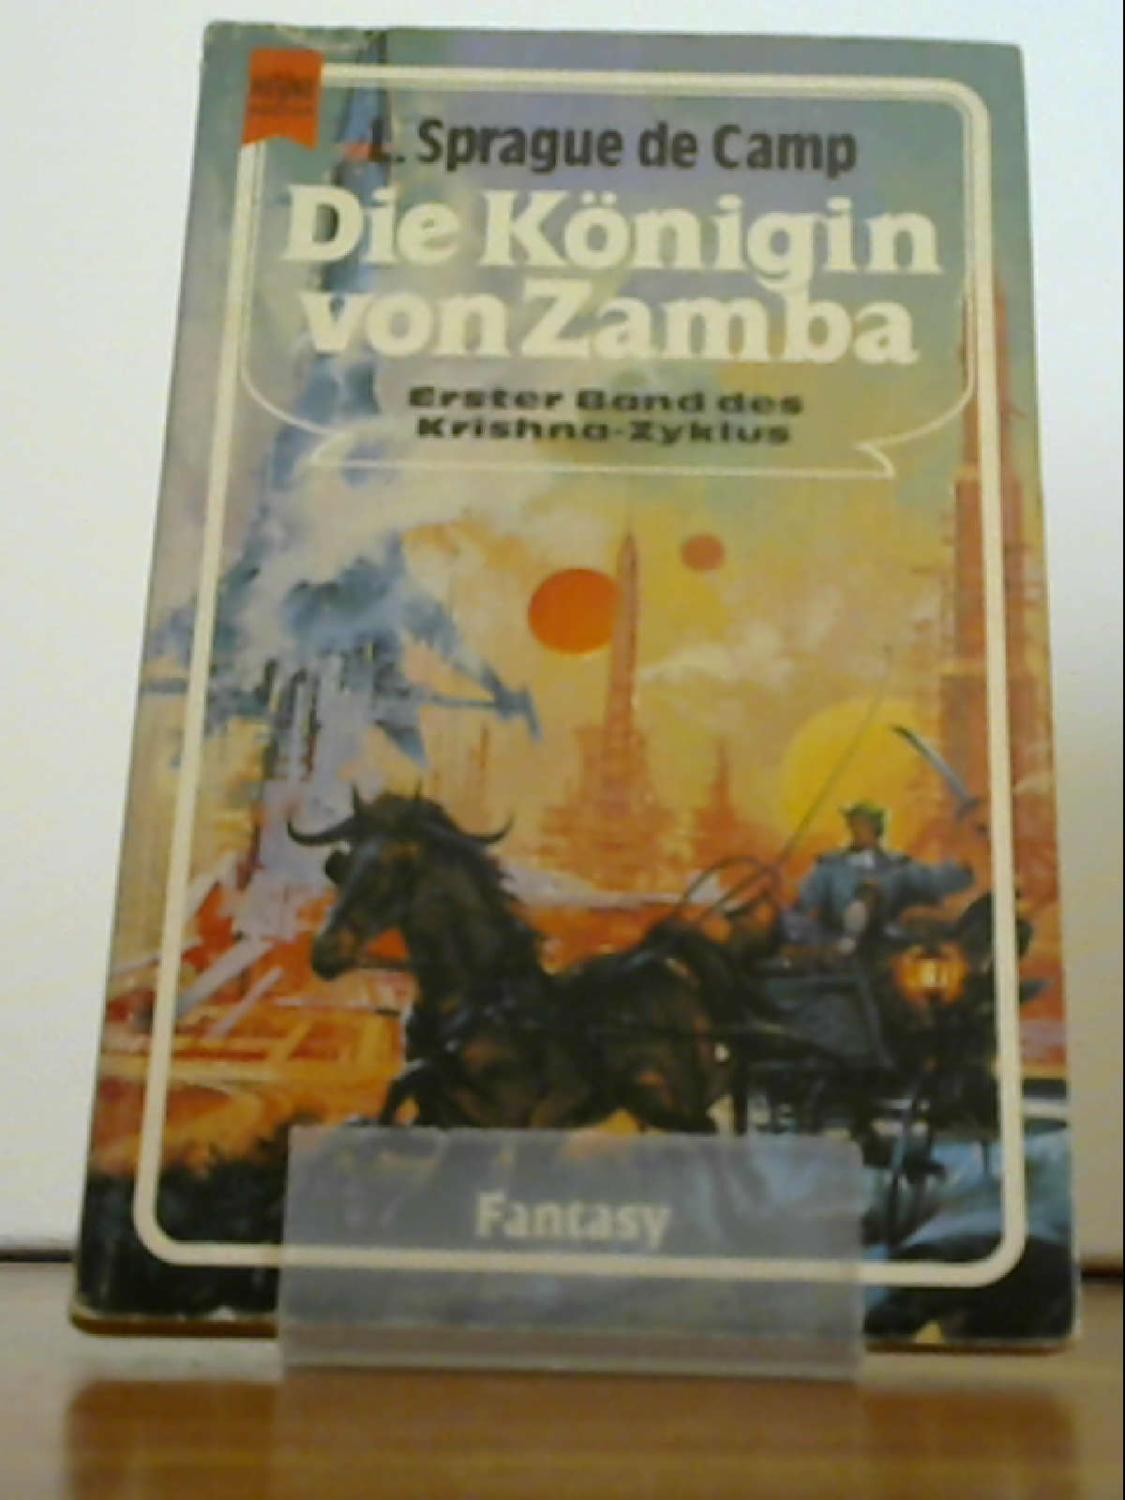 L. Sprague de Camp
Die Königin
von Zamba
Erster Band des
Krishna-Zyklus
Fantasy